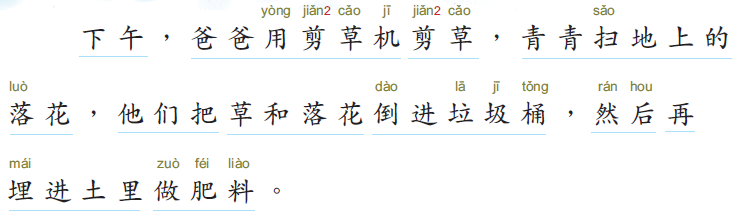 yòng jiǎn2 cǎo jī jiǎn2 cǎo sǎo
下午，爸爸用剪草机剪草，青青扫地上的
luò dào lā jī tǒng rán hou
落花，他们把草和落花倒进垃圾桶，然后再
mái zuò féi liào
埋进土里做肥料。